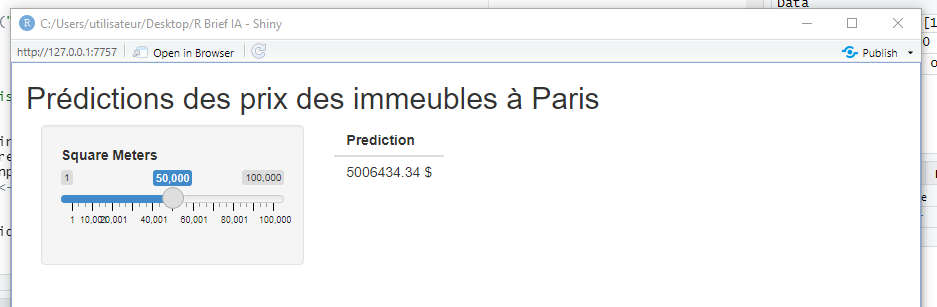 C:/Users/utilisateur/Desktop/R Brief IA - Shiny
http://127.0.0.1:7757 Open in Browser Publish
Data
Prédictions des prix des immeubles à Paris
Square Meters
1 50,000 100,000
1 10,001 20,001 40,001 60,001 80,001 100,000
Prediction
5006434.34 $